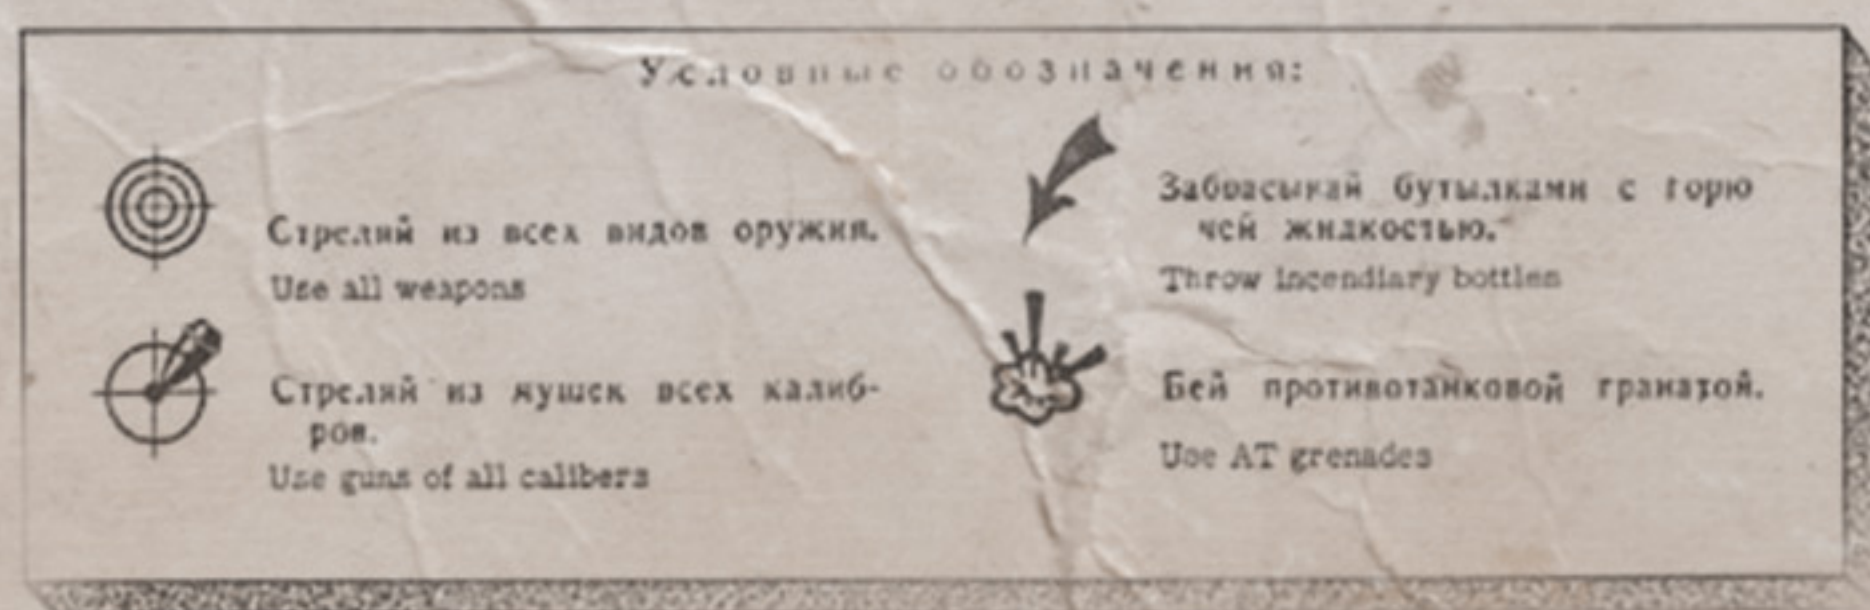 Условные обозначения:
Стреляй из всех видов оружия.
Use all weapons
Стреляй из пушек всех калиб-
ров.
Use guns of all calibers
Забрасывай бутылками с горю
чей жидкостью.
Throw incendiary bottles
Бей противотанковой гранатой.
Use AT grenades